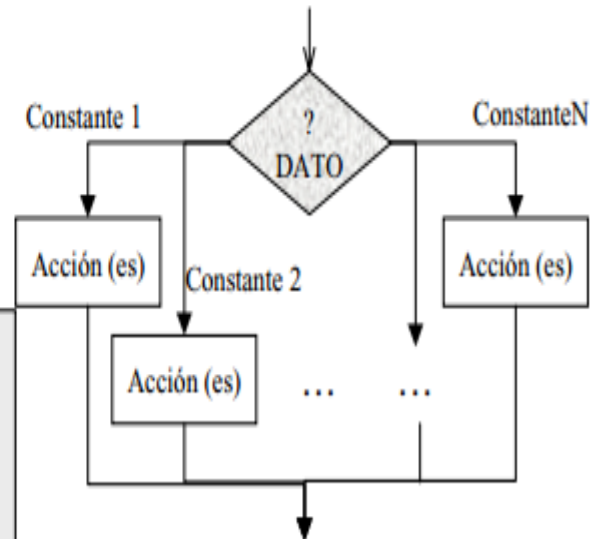 Constante 1
?
DATO
ConstanteN
Acción (es)
Acción (es)
Constante 2
Acción (es)
... ...